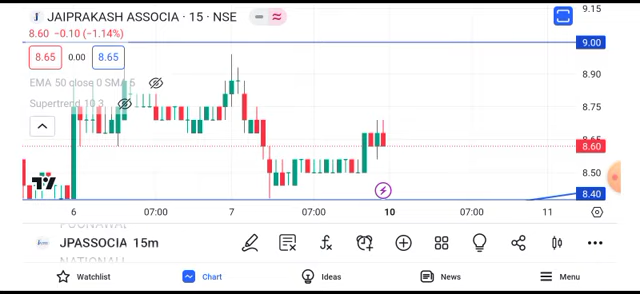 JAIPRAKASH ASSOCIA · 15 · NSE
8.60 −0.10 (−1.14%)
8.65 0.00 8.65
EMA 50 close 0 SMA 5
Supertrend 10 3
9.15
9.00
8.90
8.75
8.65
8.60
8.50
8.40
6 07:00 7 07:00 10 07:00 11
JPASSOCIA 15m
Watchlist Chart Ideas News Menu